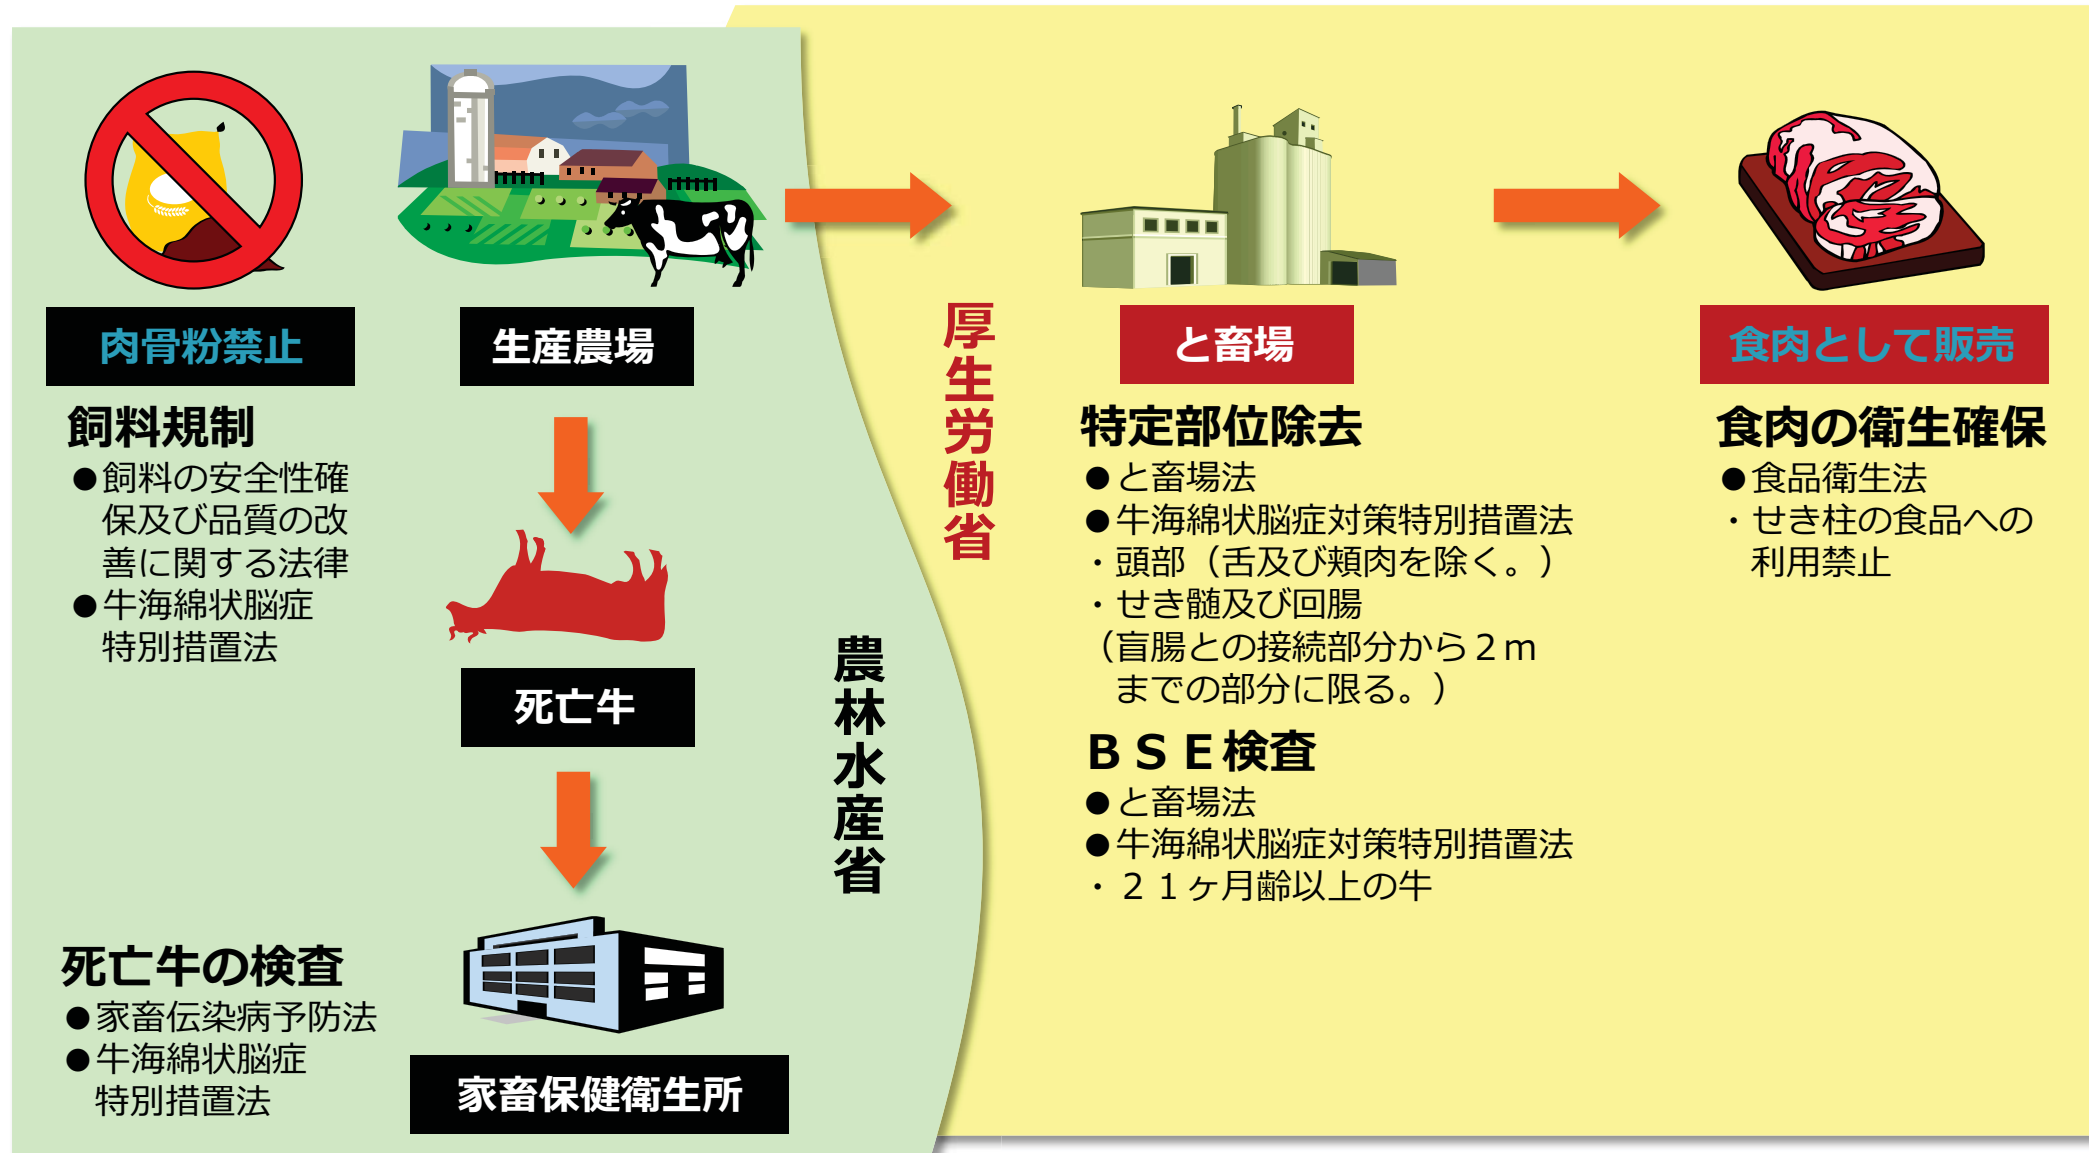 肉骨粉禁止
飼料規制
●飼料の安全性確
保及び品質の改
善に関する法律
●牛海綿状脳症
特別措置法
生産農場
死亡牛
死亡牛の検査
●家畜伝染病予防法
●牛海綿状脳症
特別措置法
家畜保健衛生所
農林水産省
厚生労働省
と畜場
特定部位除去
●と畜場法
●牛海綿状脳症対策特別措置法
・頭部（舌及び頬肉を除く。）
・せき髄及び回腸
（盲腸との接続部分から２ｍ
までの部分に限る。）
ＢＳＥ検査
●と畜場法
●牛海綿状脳症対策特別措置法
・２１ヶ月齢以上の牛
食肉として販売
食肉の衛生確保
●食品衛生法
・せき柱の食品への
利用禁止